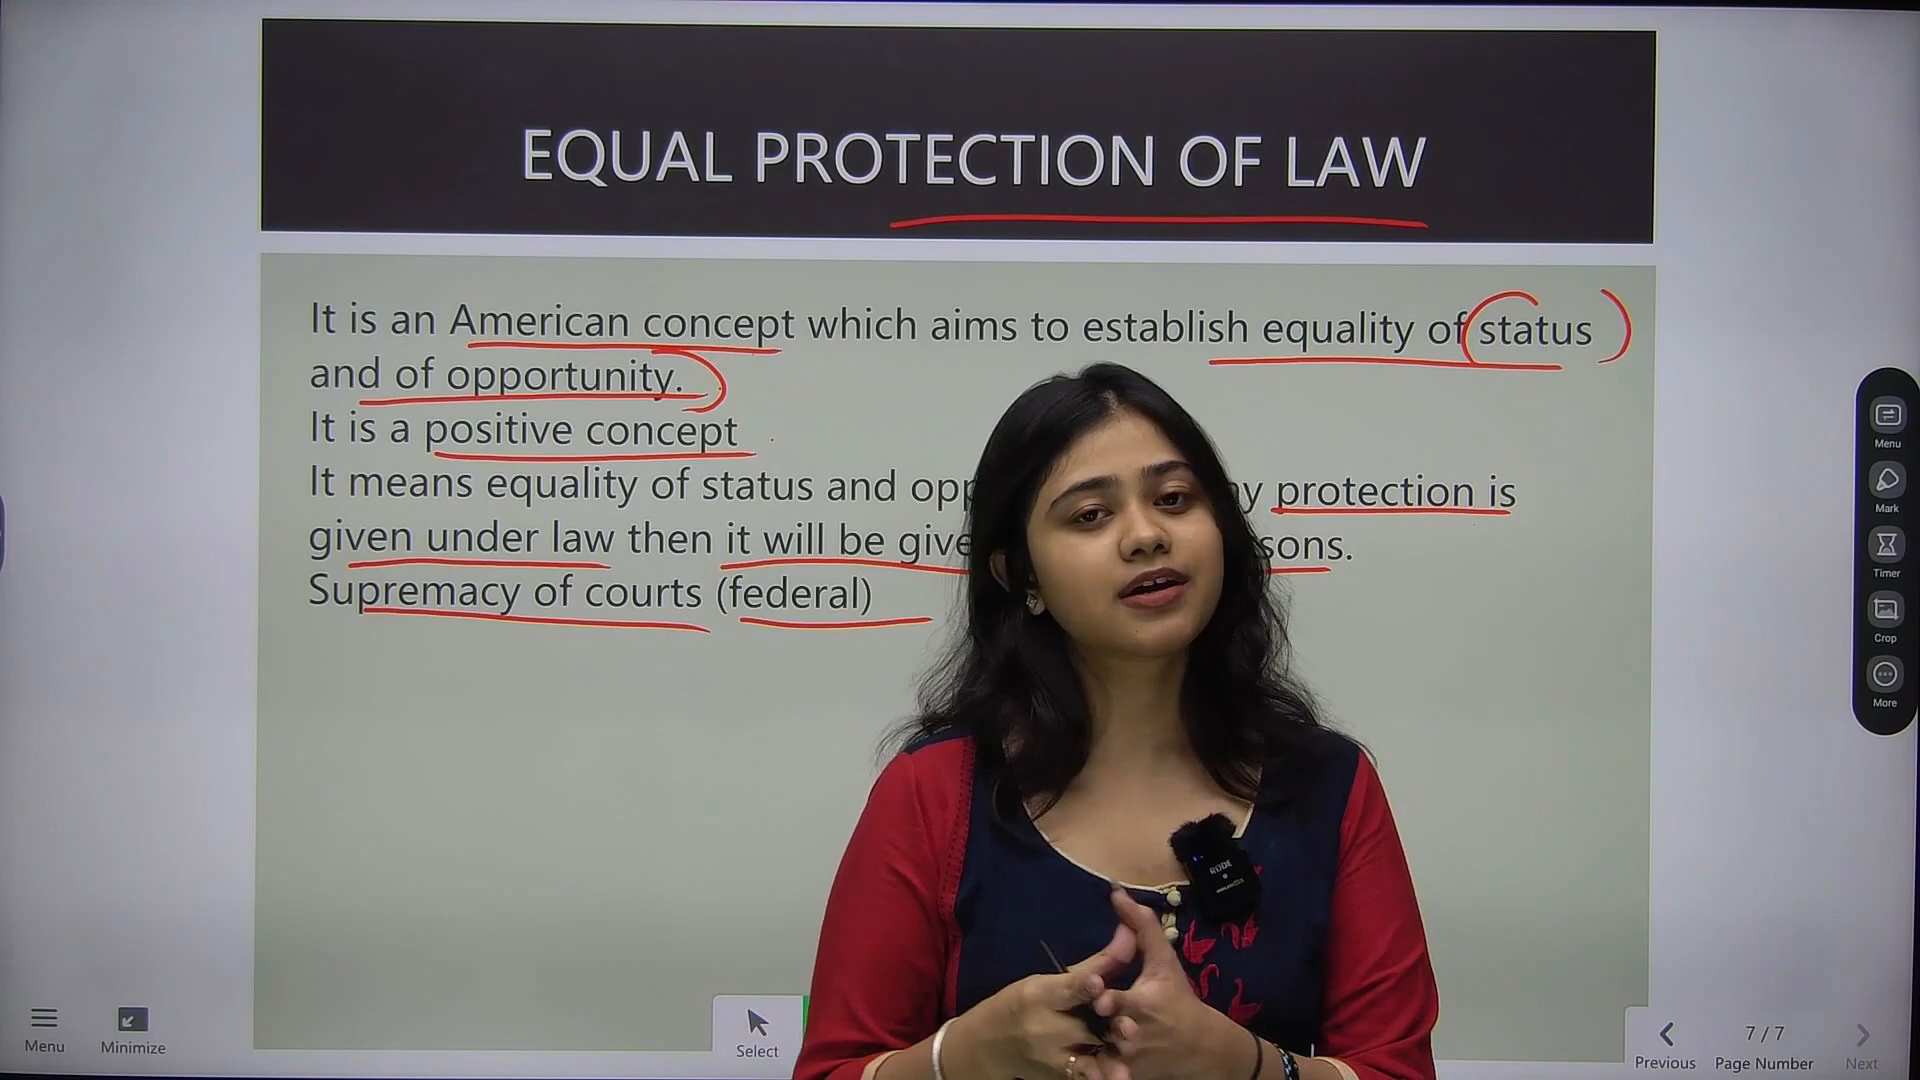 EQUAL PROTECTION OF LAW
It is an American concept which aims to establish equality of status
and of opportunity.
It is a positive concept
It means equality of status and opp y protection is
given under law then it will be give sons.
Supremacy of courts (federal)
Menu
Mark
Timer
Crop
More
RODE
Menu
Minimize
Select
Previous
7 / 7
Page Number
Next